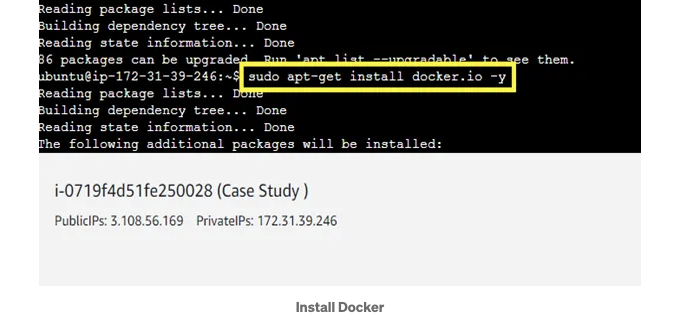 Reading package lists... Done
Building dependency tree... Done
Reading state information... Done
86 packages can be upgraded. Run 'apt list --upgradable' to see them.
ubuntu@ip-172-31-39-246:~$ sudo apt-get install docker.io -y
Reading package lists... Done
Building dependency tree... Done
Reading state information... Done
The following additional packages will be installed:
i-0719f4d51fe250028 (Case Study )
PublicIPs: 3.108.56.169 PrivateIPs: 172.31.39.246
Install Docker